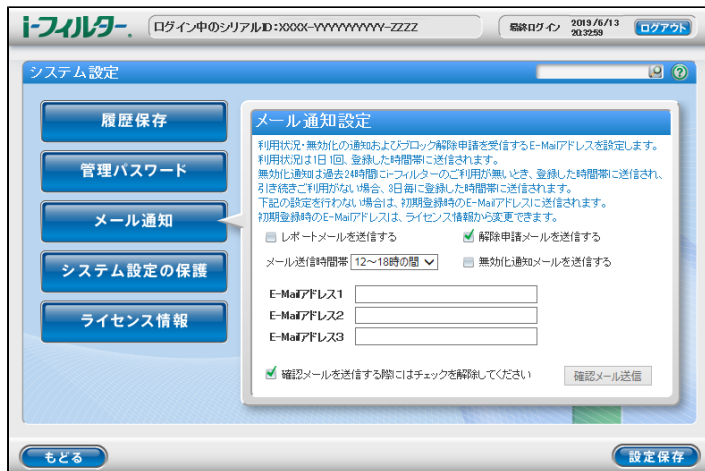 i-フィルター.
ログイン中のシリアルID:XXXX-YYYYYYYYYY-ZZZZ
最終ログイン 2019/6/13 20:32:59
ログアウト
システム設定
?
履歴保存
管理パスワード
メール通知
システム設定の保護
ライセンス情報
メール通知設定
利用状況・無効化の通知およびブロック解除申請を受信するE-Mailアドレスを設定します。
利用状況は1日1回、登録した時間帯に送信されます。
無効化通知は過去24時間にi-フィルターのご利用が無いとき、登録した時間帯に送信され、
引き続きご利用がない場合、3日毎に登録した時間帯に送信されます。
下記の設定を行わない場合は、初期登録時のE-Mailアドレスに送信されます。
初期登録時のE-Mailアドレスは、ライセンス情報から変更できます。
レポートメールを送信する 解除申請メールを送信する
メール送信時間帯 12～18時の間 無効化通知メールを送信する
E-Mailアドレス1
E-Mailアドレス2
E-Mailアドレス3
確認メールを送信する際にはチェックを解除してください 確認メール送信
もどる 設定保存